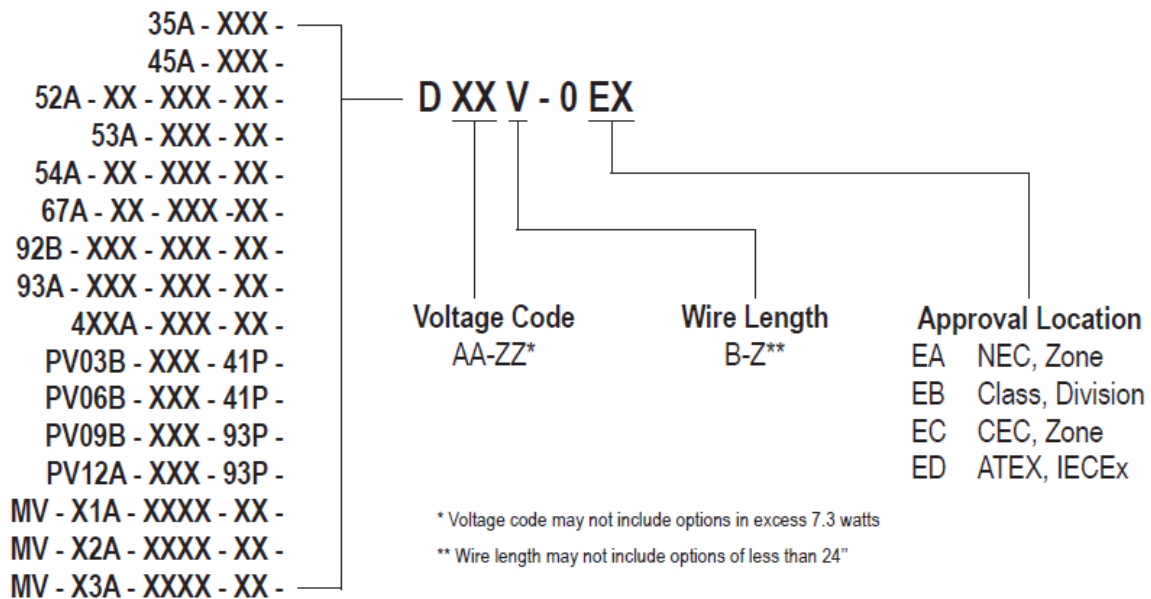 35A - XXX -
45A - XXX -
52A - XX - XXX - XX -
53A - XXX - XX -
54A - XX - XXX - XX -
67A - XX - XXX -XX -
92B - XXX - XXX - XX -
93A - XXX - XXX - XX -
4XXA - XXX - XX -
PV03B - XXX - 41P -
PV06B - XXX - 41P -
PV09B - XXX - 93P -
PV12A - XXX - 93P -
MV - X1A - XXXX - XX -
MV - X2A - XXXX - XX -
MV - X3A - XXXX - XX -
D XX V - 0 EX
Voltage Code
AA-ZZ*
Wire Length
B-Z**
Approval Location
EA NEC, Zone
EB Class, Division
EC CEC, Zone
ED ATEX, IECEx
* Voltage code may not include options in excess 7.3 watts
** Wire length may not include options of less than 24”